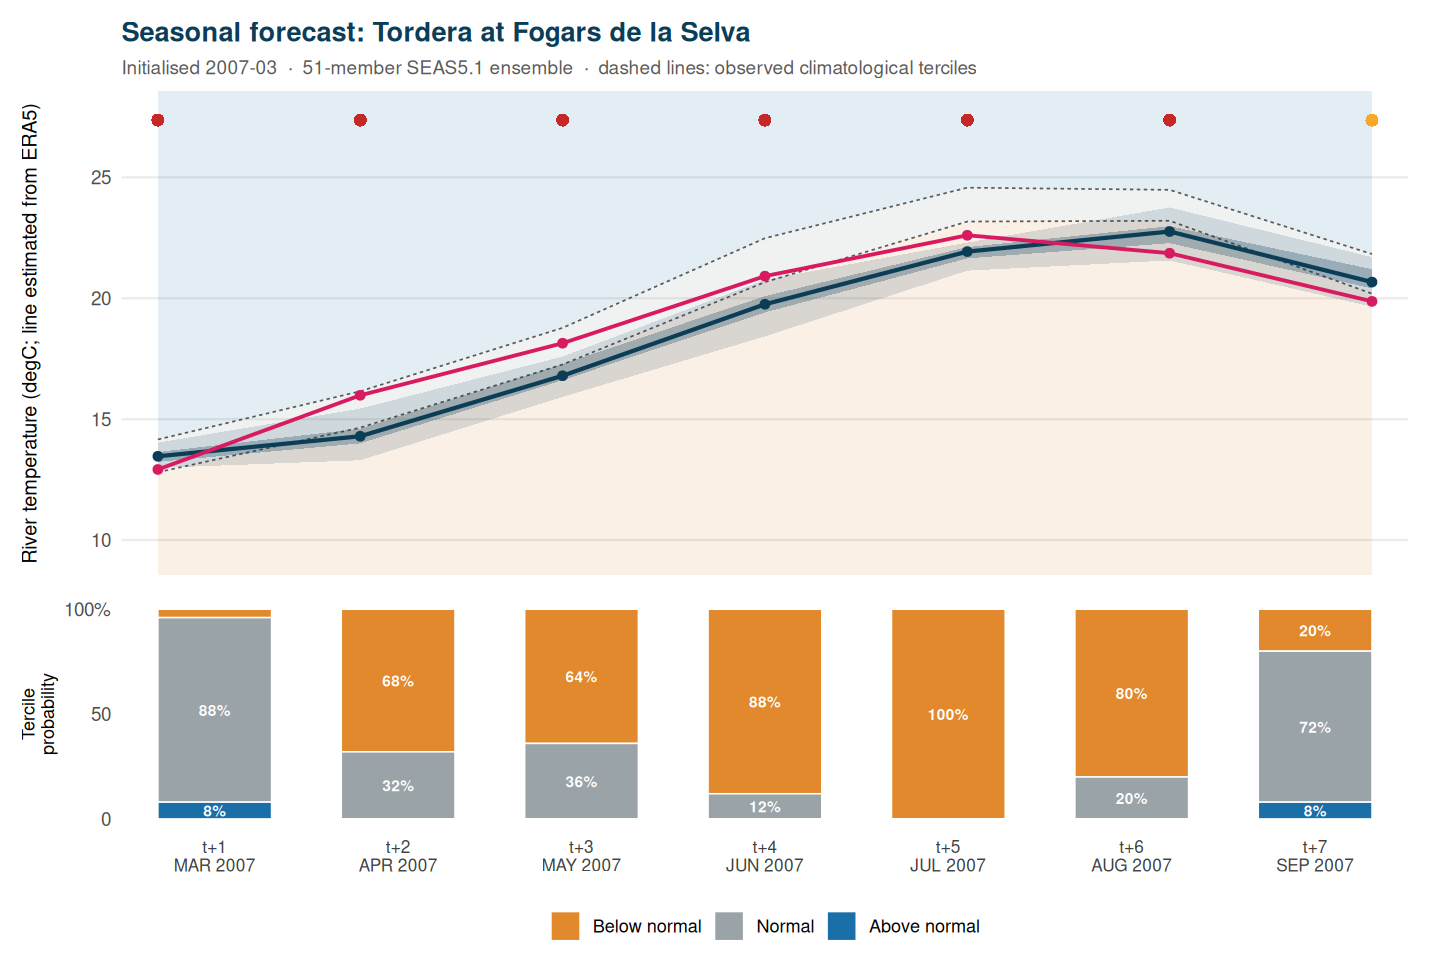 Seasonal forecast: Tordera at Fogars de la Selva
Initialised 2007-03 · 51-member SEAS5.1 ensemble · dashed lines: observed climatological terciles
River temperature (degC; line estimated from ERA5)
25
20
15
10
Tercile
probability
100%
50
0
88%
8%
68%
32%
64%
36%
88%
12%
100%
80%
20%
20%
72%
8%
t+1
MAR 2007
t+2
APR 2007
t+3
MAY 2007
t+4
JUN 2007
t+5
JUL 2007
t+6
AUG 2007
t+7
SEP 2007
Below normal
Normal
Above normal